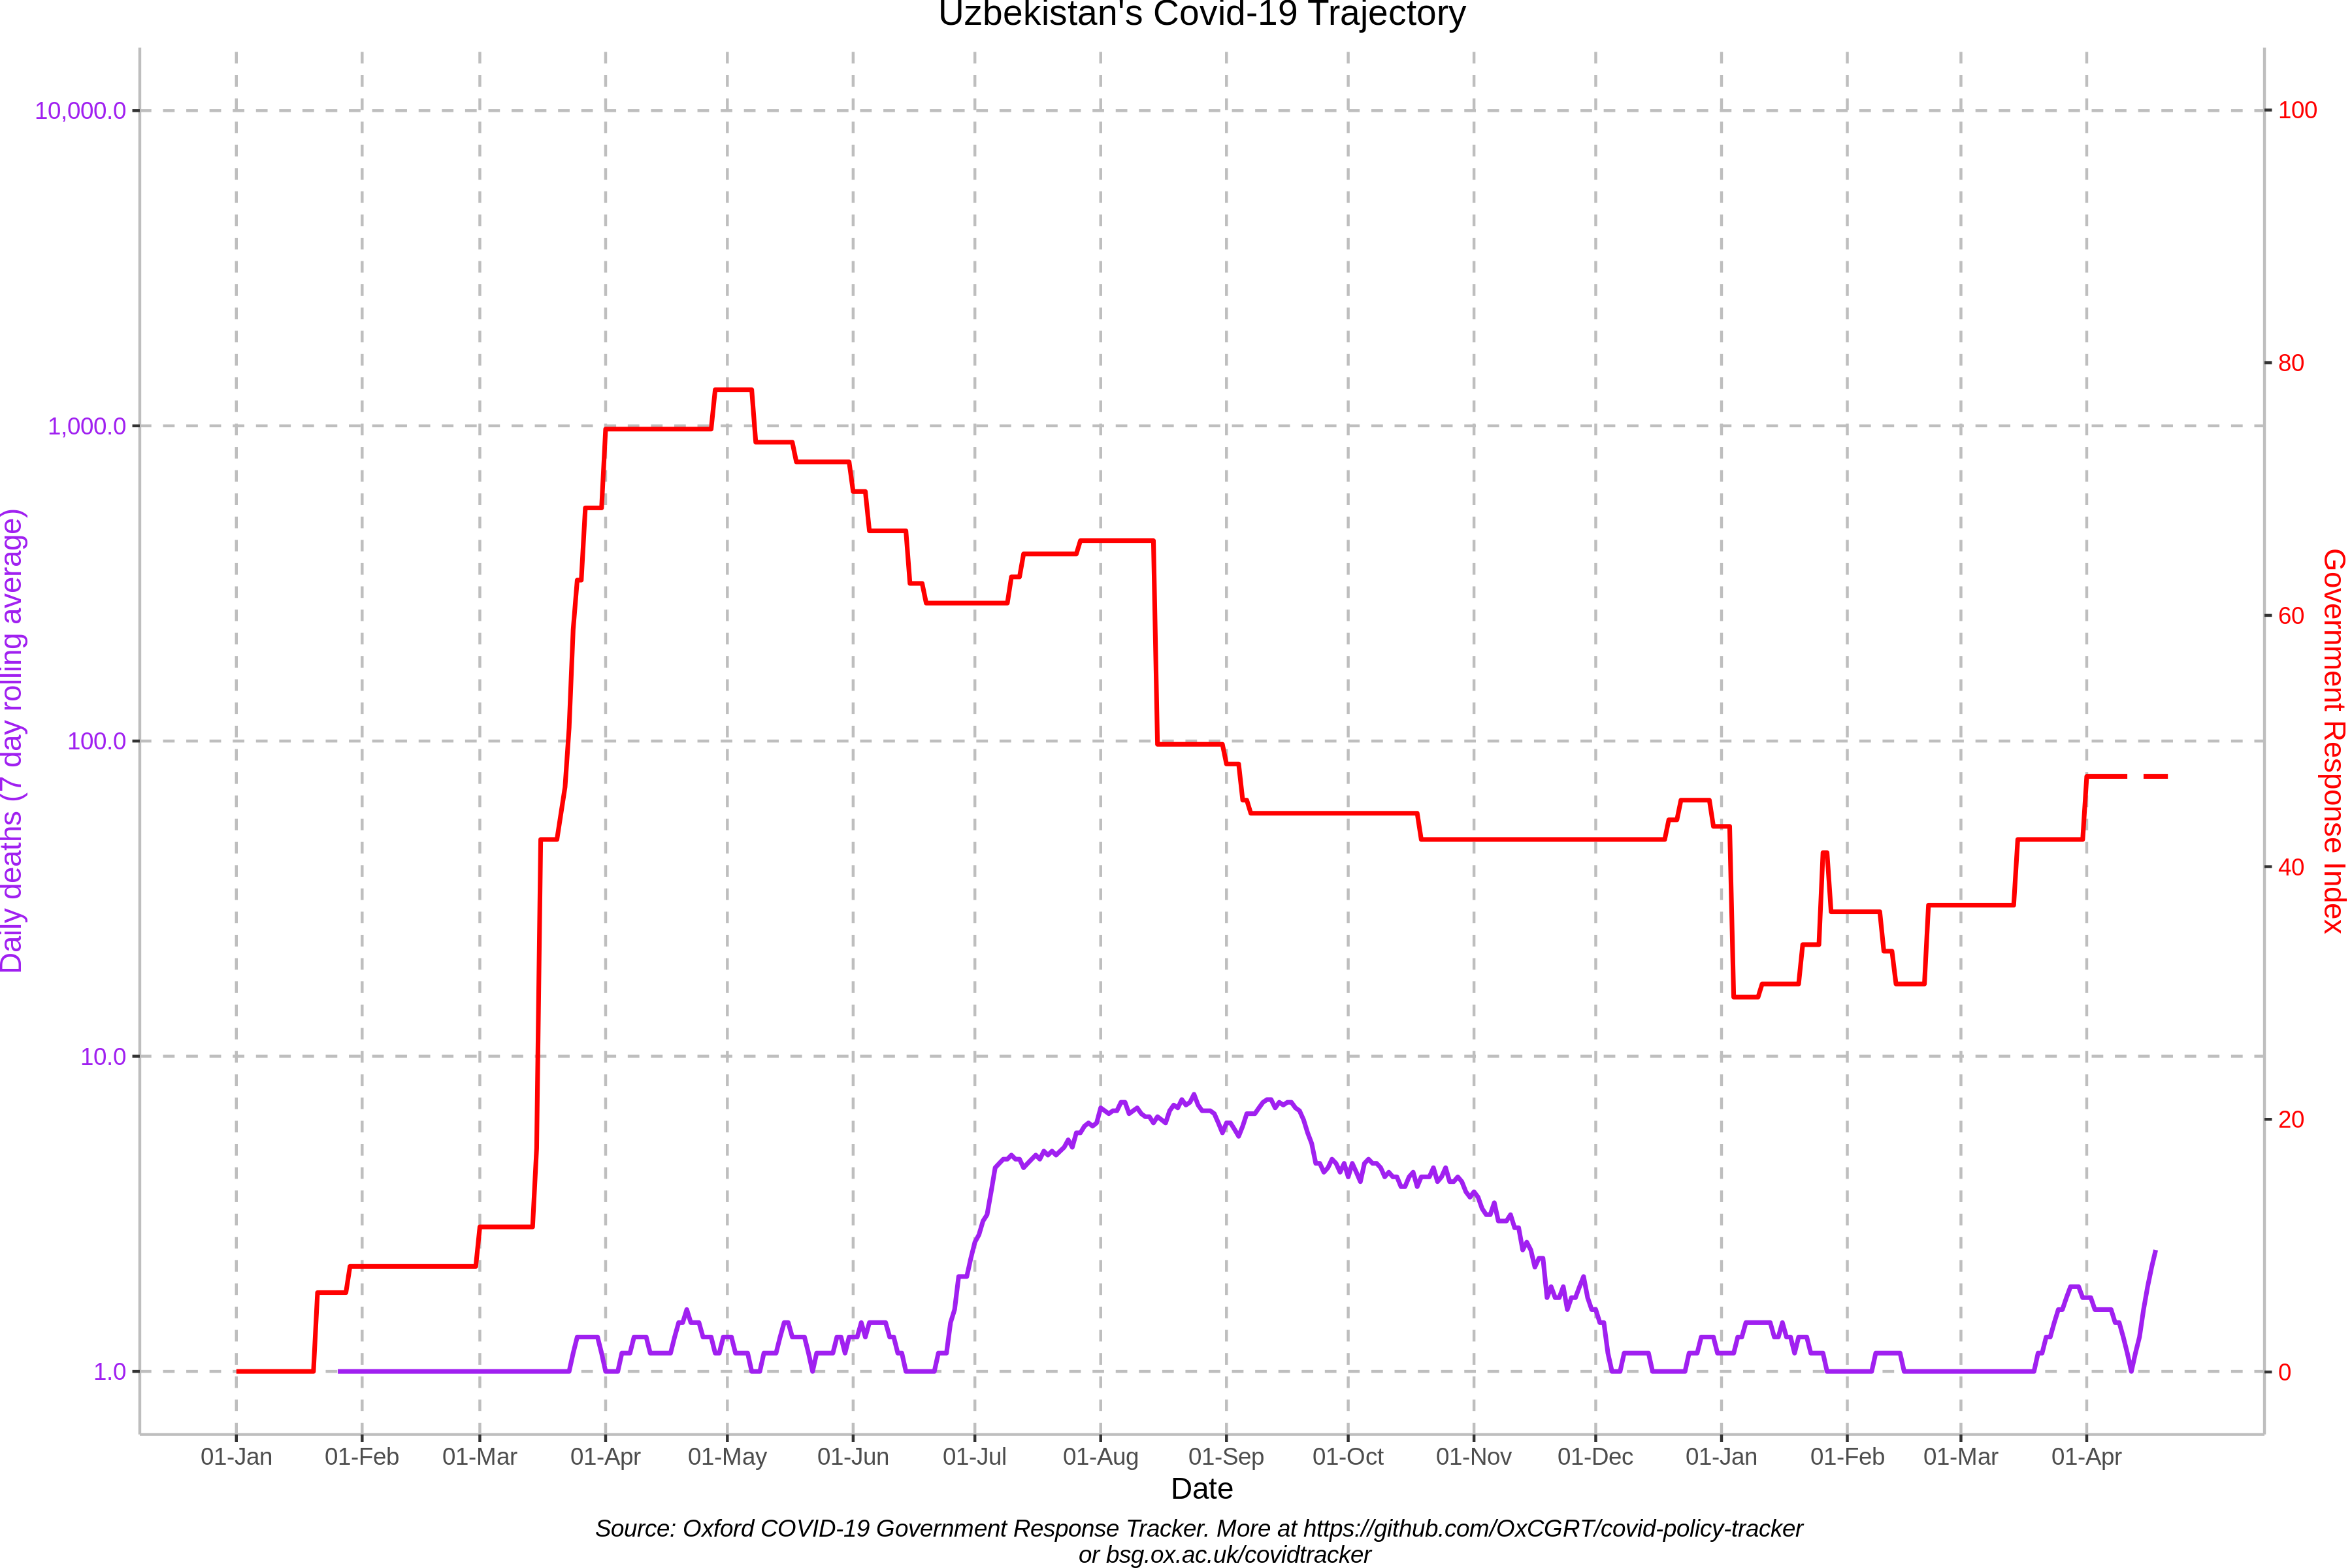 Uzbekistan's Covid-19 Trajectory
10,000.0
1,000.0
100.0
10.0
1.0
Daily deaths (7 day rolling average)
100
80
60
40
20
0
Government Response Index
01-Jan 01-Feb 01-Mar 01-Apr 01-May 01-Jun 01-Jul 01-Aug 01-Sep 01-Oct 01-Nov 01-Dec 01-Jan 01-Feb 01-Mar 01-Apr
Date
Source: Oxford COVID-19 Government Response Tracker. More at https://github.com/OxCGRT/covid-policy-tracker
or bsg.ox.ac.uk/covidtracker